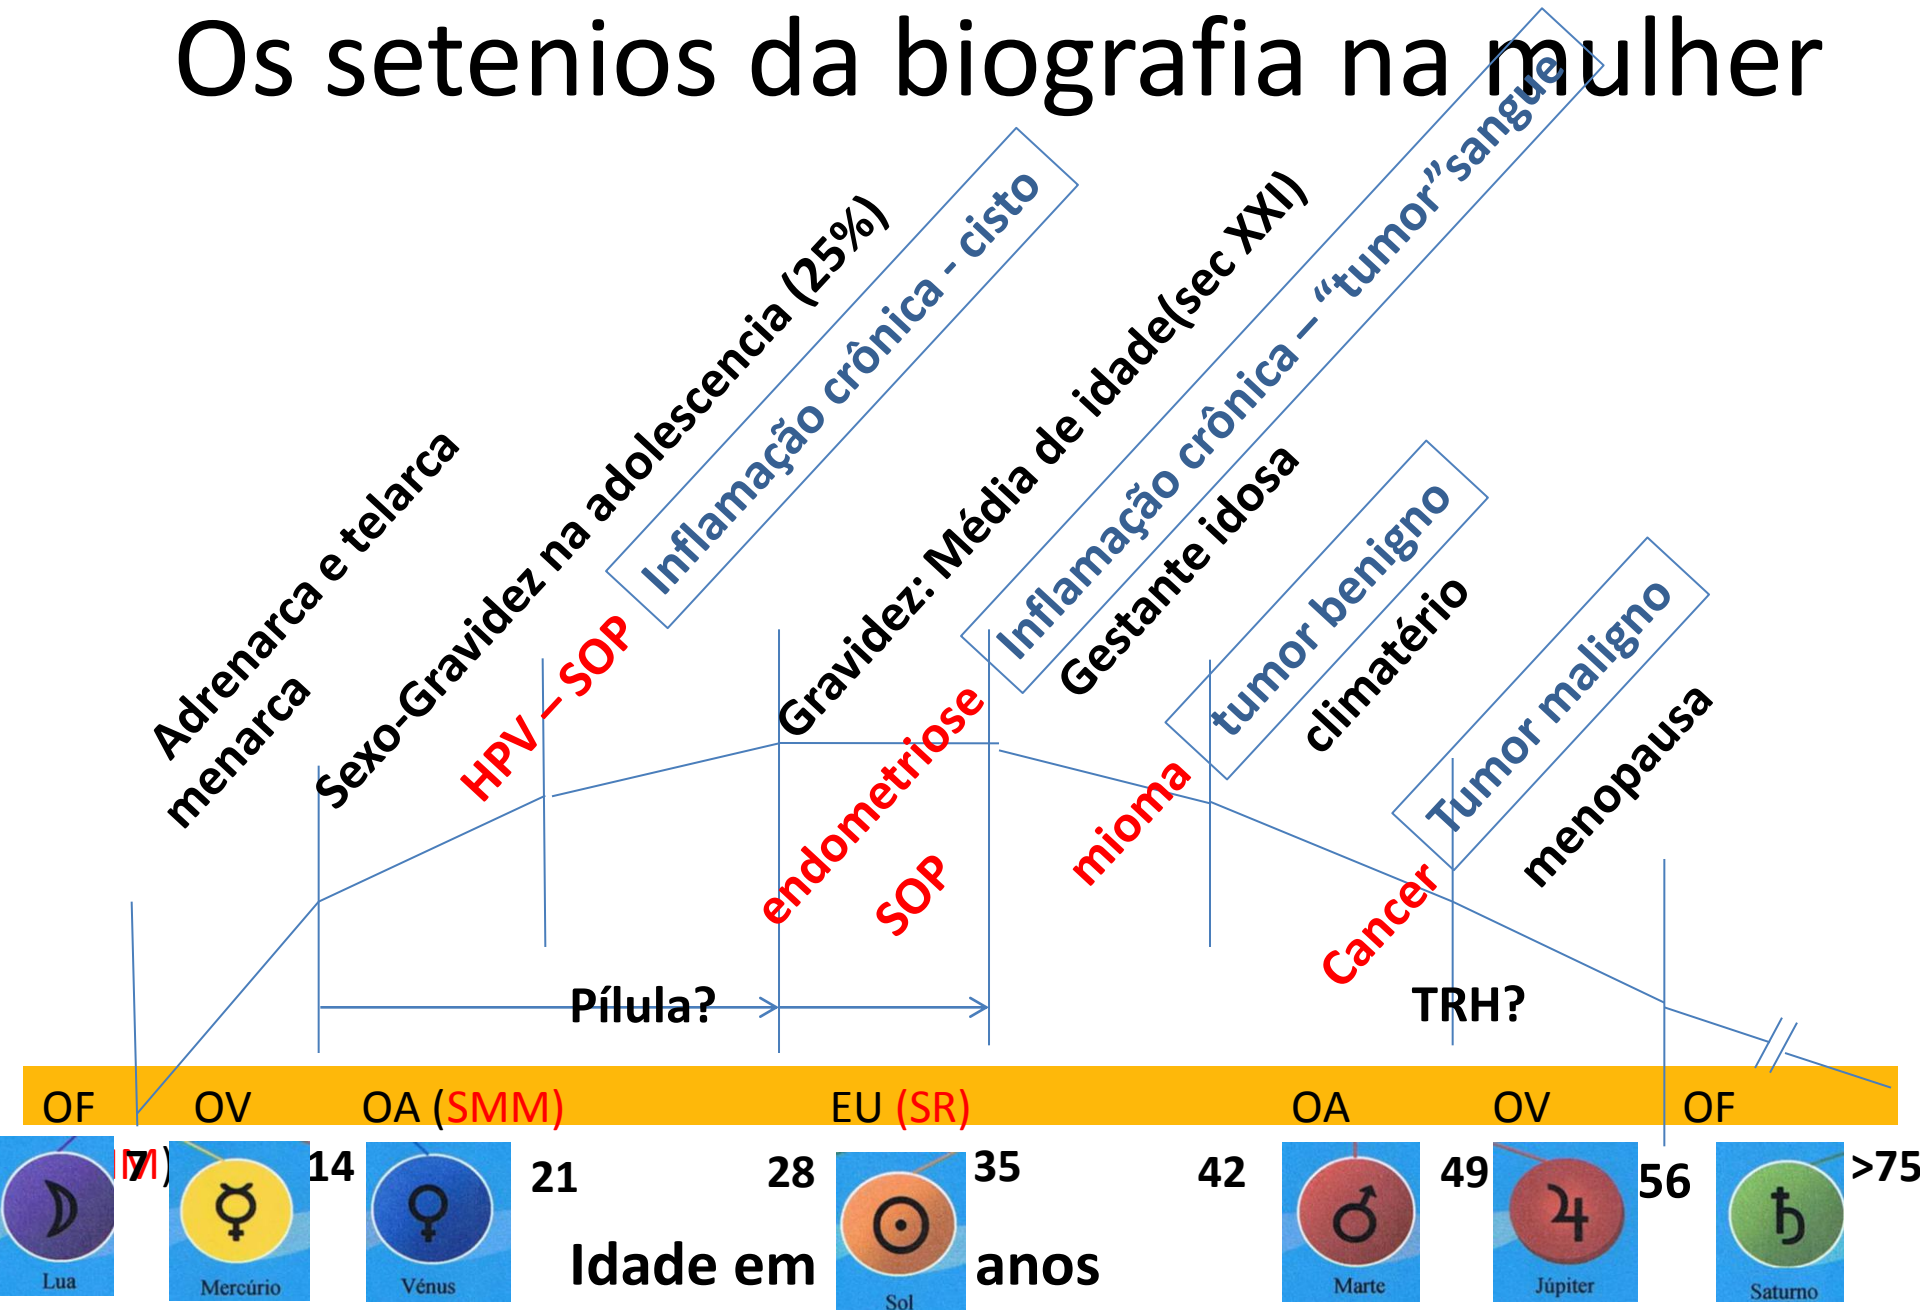 Os setenios da biografia na mulher
Adrenarca e telarca
menarca
Sexo-Gravidez na adolescencia (25%)
HPV – SOP
Inflamação crônica - cisto
Gravidez: Média de idade(sec XXI)
endometriose
SOP
Inflamação crônica – “tumor”sangue
Gestante idosa
mioma
tumor benigno
climatério
Cancer
Tumor maligno
menopausa
Pílula?
TRH?
OF OV OA (SMM) EU (SR) OA OV OF
M)
7 14 21 28 35 42 49 56 >75
Lua Mercúrio Vénus Sol Marte Júpiter Saturno
Idade em anos